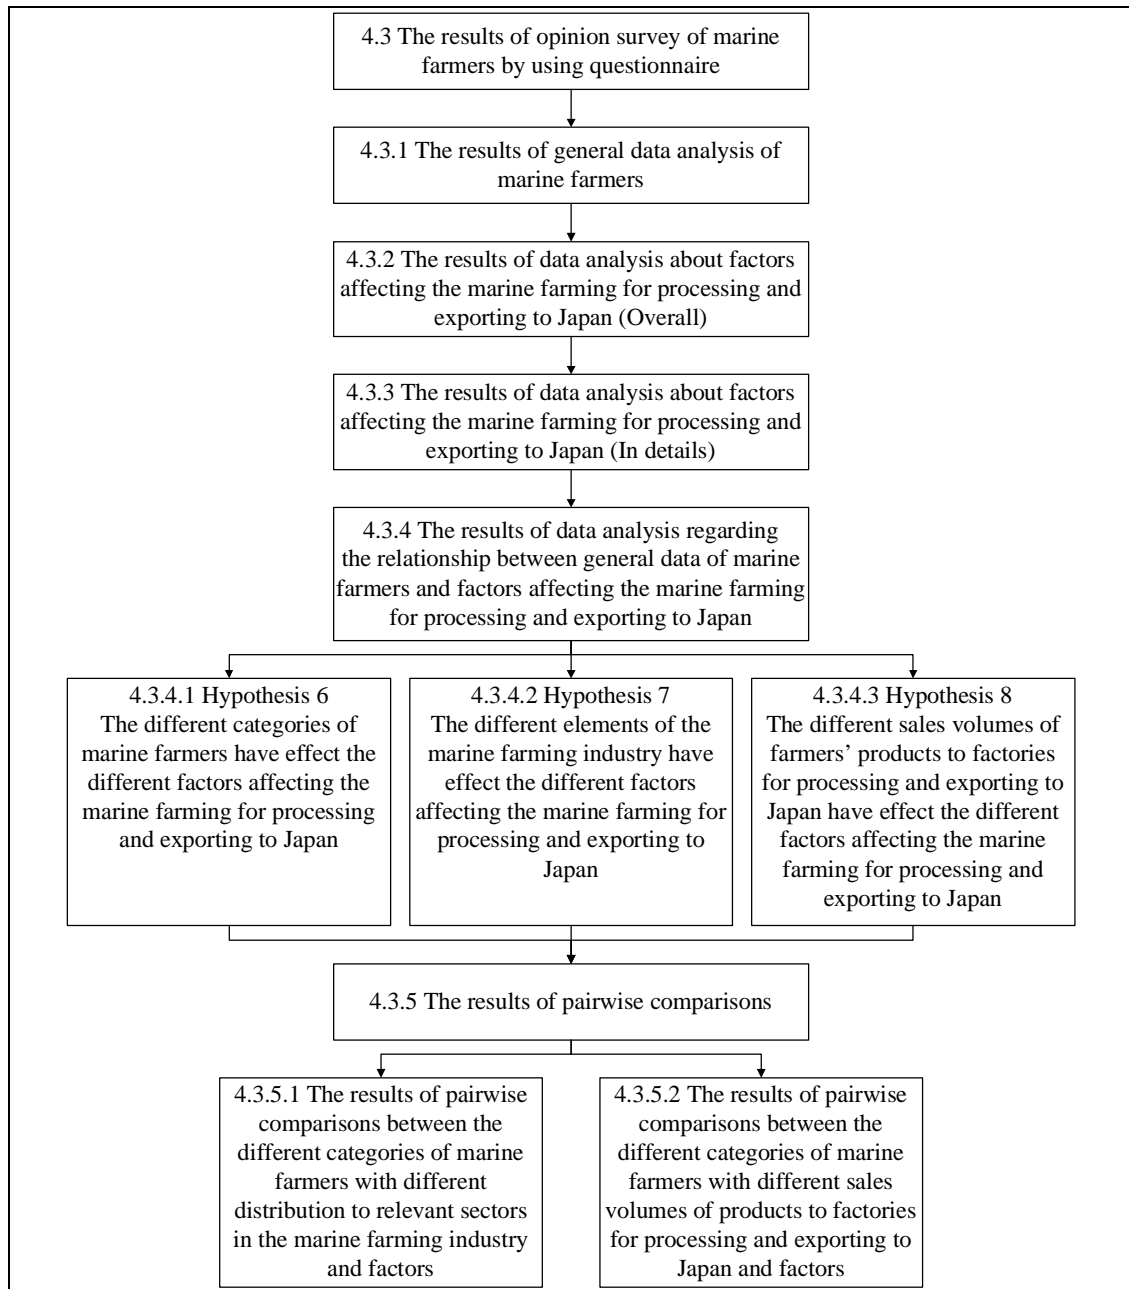 4.3 The results of opinion survey of marine
farmers by using questionnaire
4.3.1 The results of general data analysis of
marine farmers
4.3.2 The results of data analysis about factors
affecting the marine farming for processing and
exporting to Japan (Overall)
4.3.3 The results of data analysis about factors
affecting the marine farming for processing and
exporting to Japan (In details)
4.3.4 The results of data analysis regarding
the relationship between general data of marine
farmers and factors affecting the marine farming
for processing and exporting to Japan
4.3.4.1 Hypothesis 6
The different categories of
marine farmers have effect the
different factors affecting the
marine farming for processing
and exporting to Japan
4.3.4.2 Hypothesis 7
The different elements of the
marine farming industry have
effect the different factors
affecting the marine farming for
processing and exporting to
Japan
4.3.4.3 Hypothesis 8
The different sales volumes of
farmers’ products to factories
for processing and exporting to
Japan have effect the different
factors affecting the marine
farming for processing and
exporting to Japan
4.3.5 The results of pairwise comparisons
4.3.5.1 The results of pairwise
comparisons between the
different categories of marine
farmers with different
distribution to relevant sectors
in the marine farming industry
and factors
4.3.5.2 The results of pairwise
comparisons between the
different categories of marine
farmers with different sales
volumes of products to factories
for processing and exporting to
Japan and factors